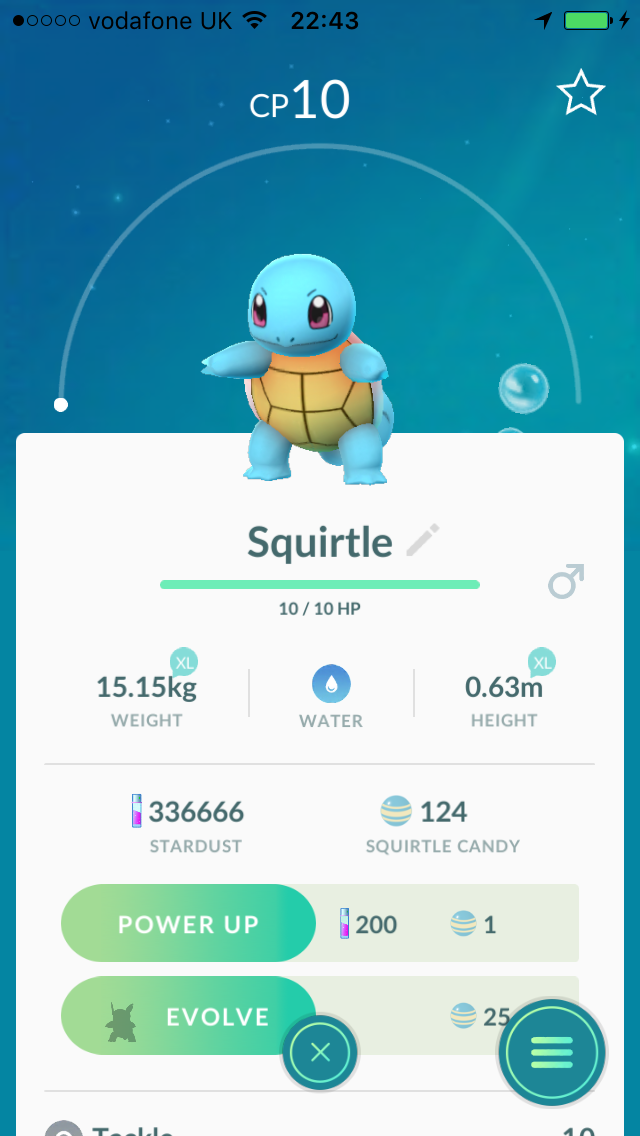 vodafone UK 22:43
CP10
Squirtle
10 / 10 HP
XL XL
15.15kg 0.63m
WEIGHT WATER HEIGHT
336666 124
STARDUST SQUIRTLE CANDY
POWER UP 200 1
EVOLVE 25
Tackle 10